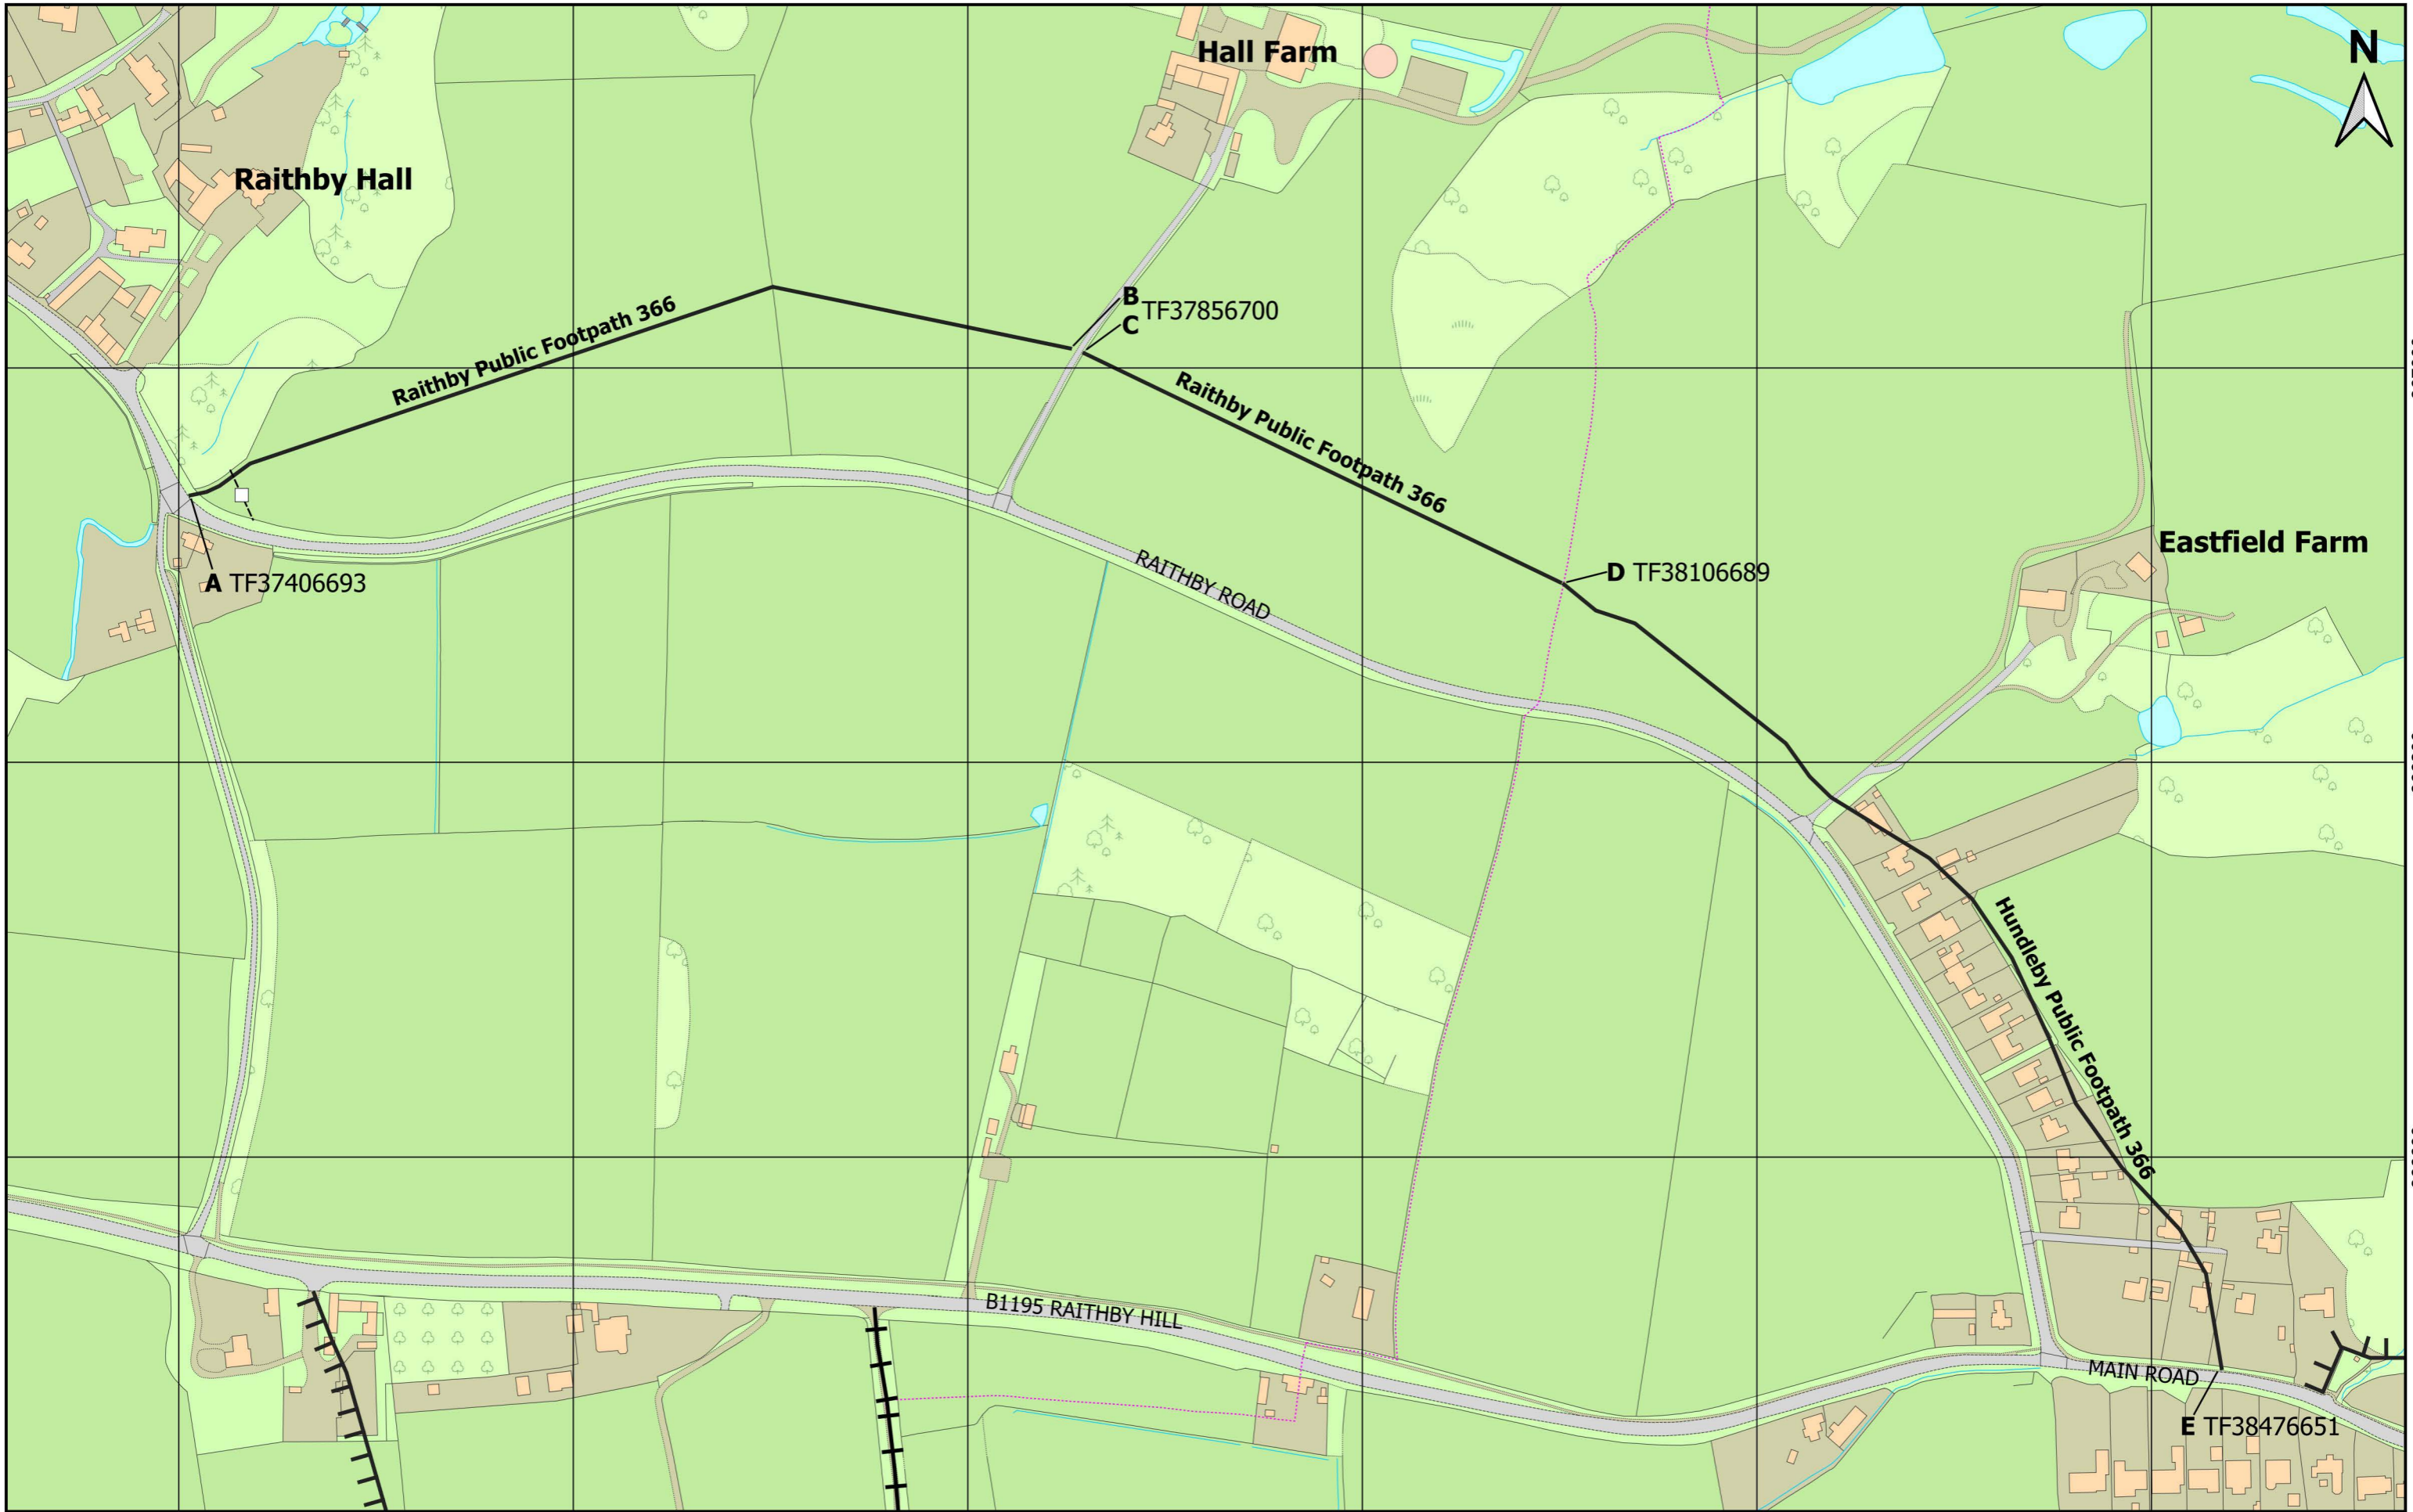 Hall Farm
N
Raithby Hall
B
TF37856700
C
Raithby Public Footpath 366
Raithby Public Footpath 366
Eastfield Farm
RAITHBY ROAD
D TF38106689
A TF37406693
Hundleby Public Footpath 366
B1195 RAITHBY HILL
MAIN ROAD
E TF38476651